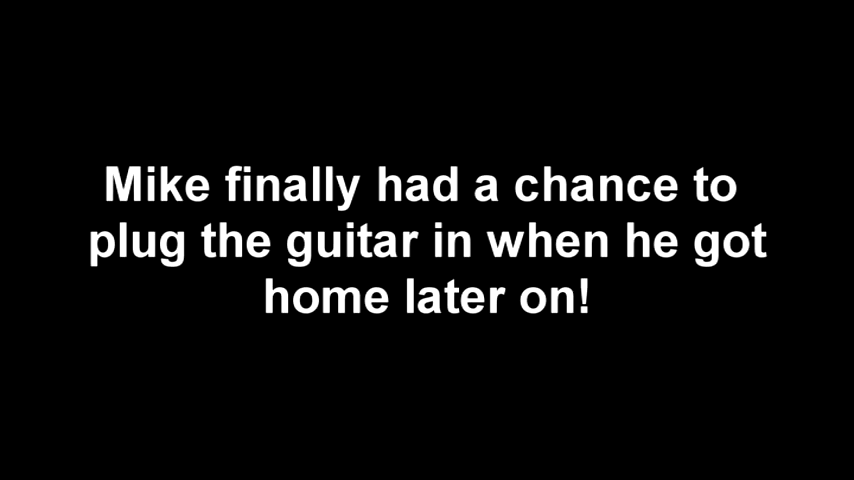 Mike finally had a chance to
plug the guitar in when he got
home later on!